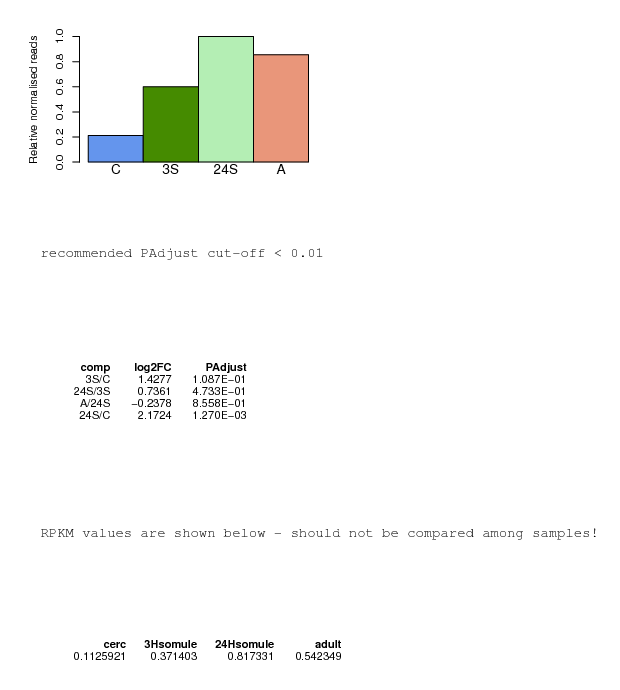 Relative normalised reads
1.0
0.8
0.6
0.4
0.2
0.0
C 3S 24S A
recommended PAdjust cut-off < 0.01
comp log2FC PAdjust
3S/C 1.4277 1.087E−01
24S/3S 0.7361 4.733E−01
A/24S −0.2378 8.558E−01
24S/C 2.1724 1.270E−03
RPKM values are shown below - should not be compared among samples!
cerc 3Hsomule 24Hsomule adult
0.1125921 0.371403 0.817331 0.542349